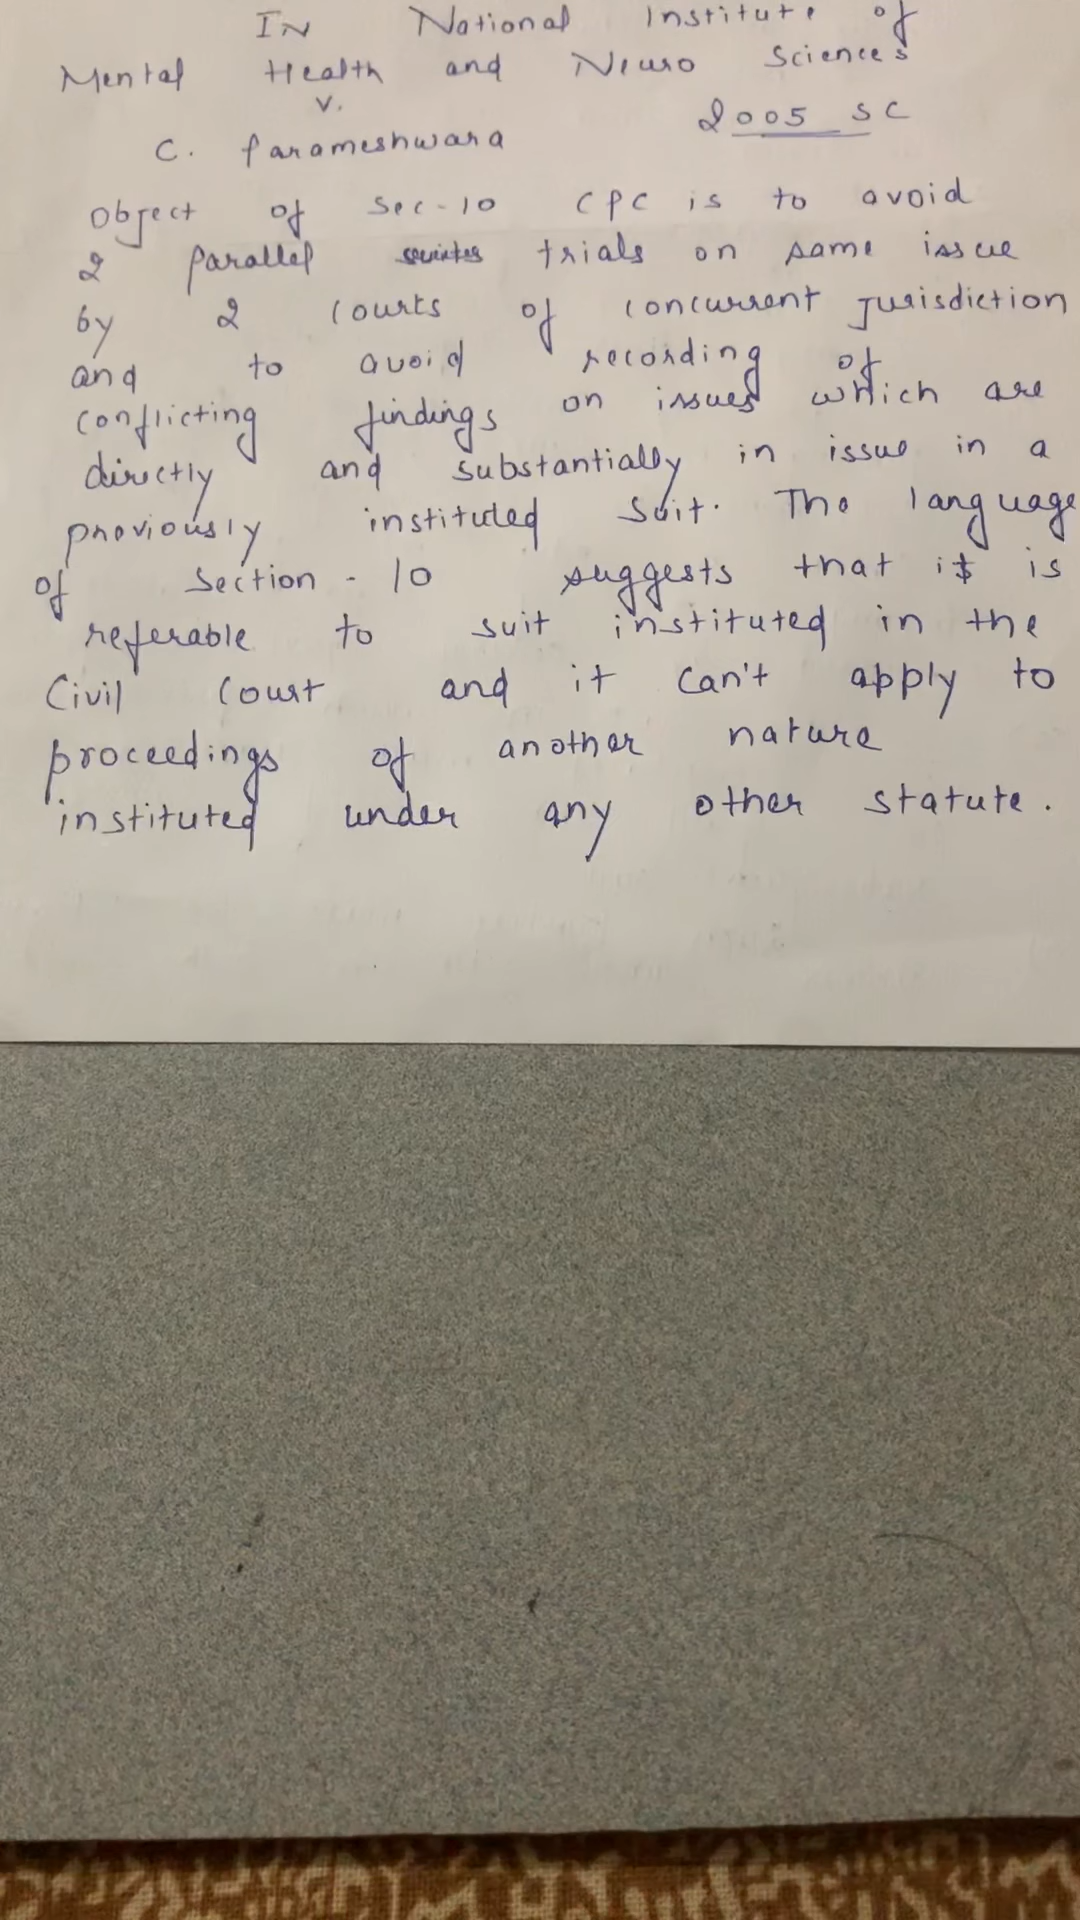 IN National Institute of
Mental Health and Neuro Sciences
v.
C. Parameshwara 2005 SC
Object of Sec-10 CPC is to avoid
2 parallel trials on same issue
by 2 courts of concurrent jurisdiction
and to avoid recording of
conflicting findings on issues which are
directly and substantially in issue in a
previously instituted suit. The language
of Section - 10 suggests that it is
referable to suit instituted in the
Civil Court and it can't apply to
proceedings of another nature
instituted under any other statute.